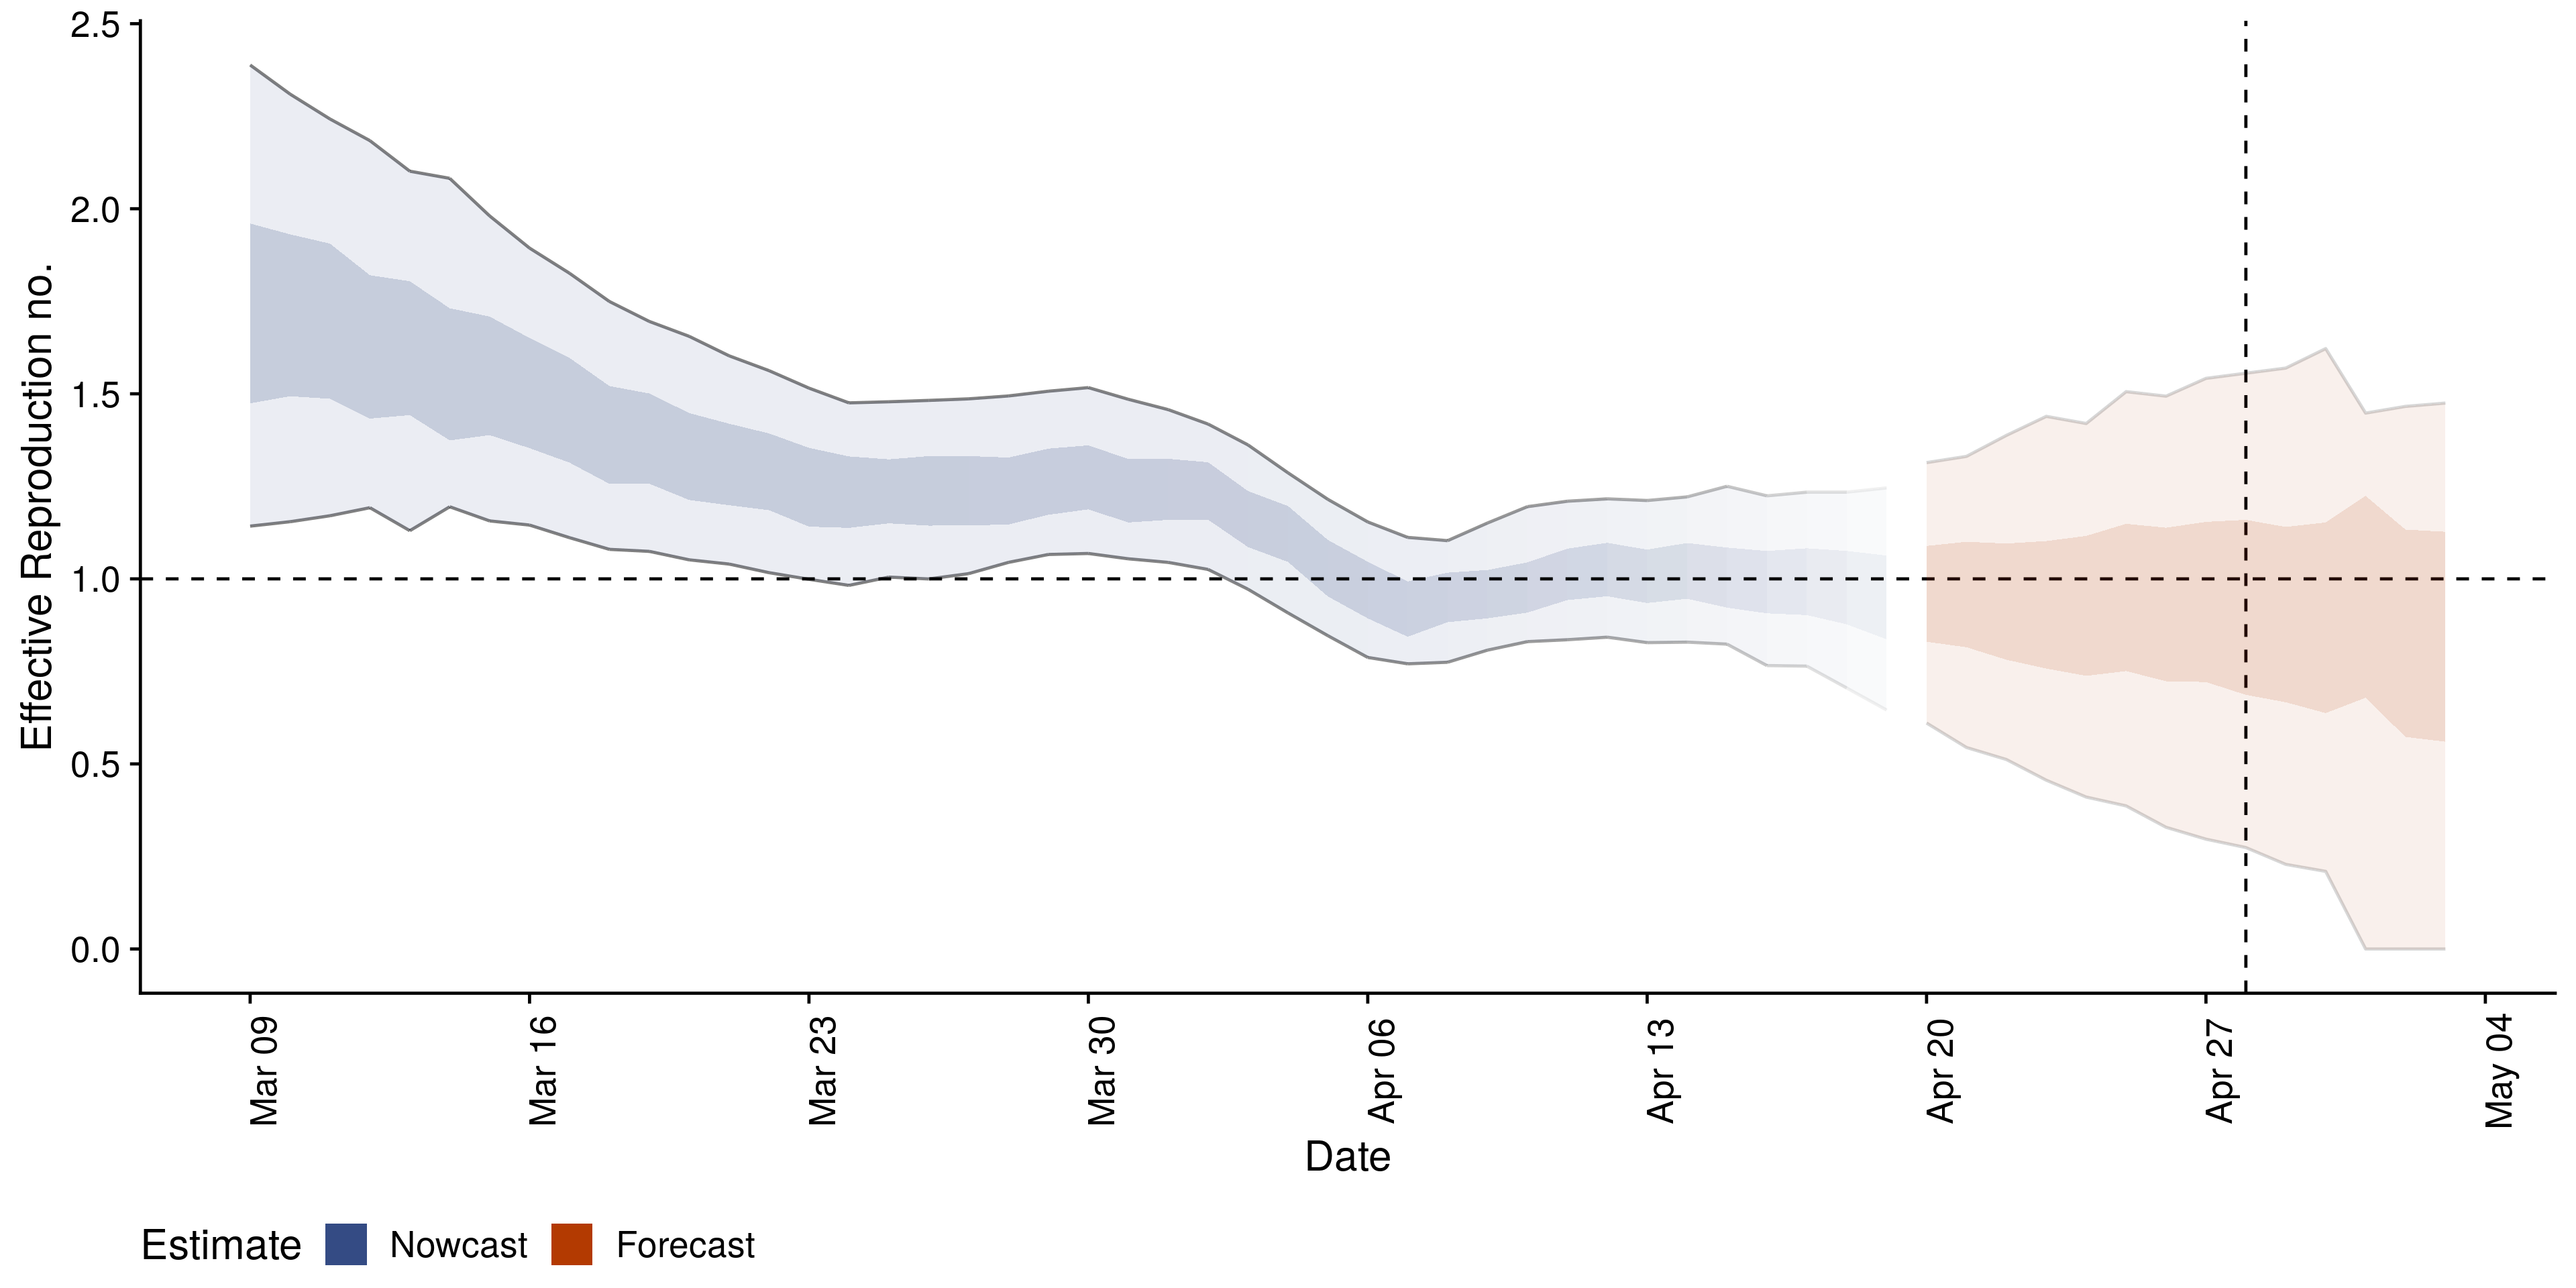 2.5
2.0
1.5
1.0
0.5
0.0
Effective Reproduction no.
Mar 09
Mar 16
Mar 23
Mar 30
Apr 06
Apr 13
Apr 20
Apr 27
May 04
Date
Estimate Nowcast Forecast